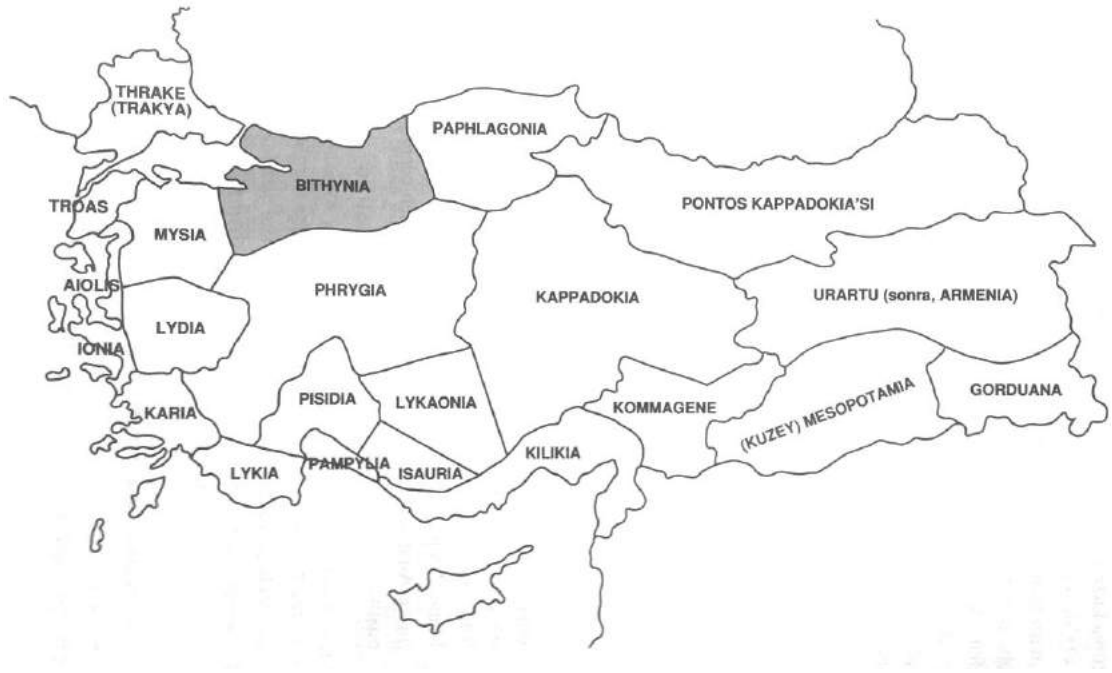 THRAKE
(TRAKYA)
PAPHLAGONIA
BITHYNIA
TROAS
PONTOS KAPPADOKIA'SI
MYSIA
AIOLIS
PHRYGIA
KAPPADOKIA
URARTU (sonra, ARMENIA)
LYDIA
IONIA
PISIDIA
LYKAONIA
KOMMAGENE
(KUZEY) MESOPOTAMIA
GORDUANA
KARIA
LYKIA
PAMPYLIA
ISAURIA
KILIKIA